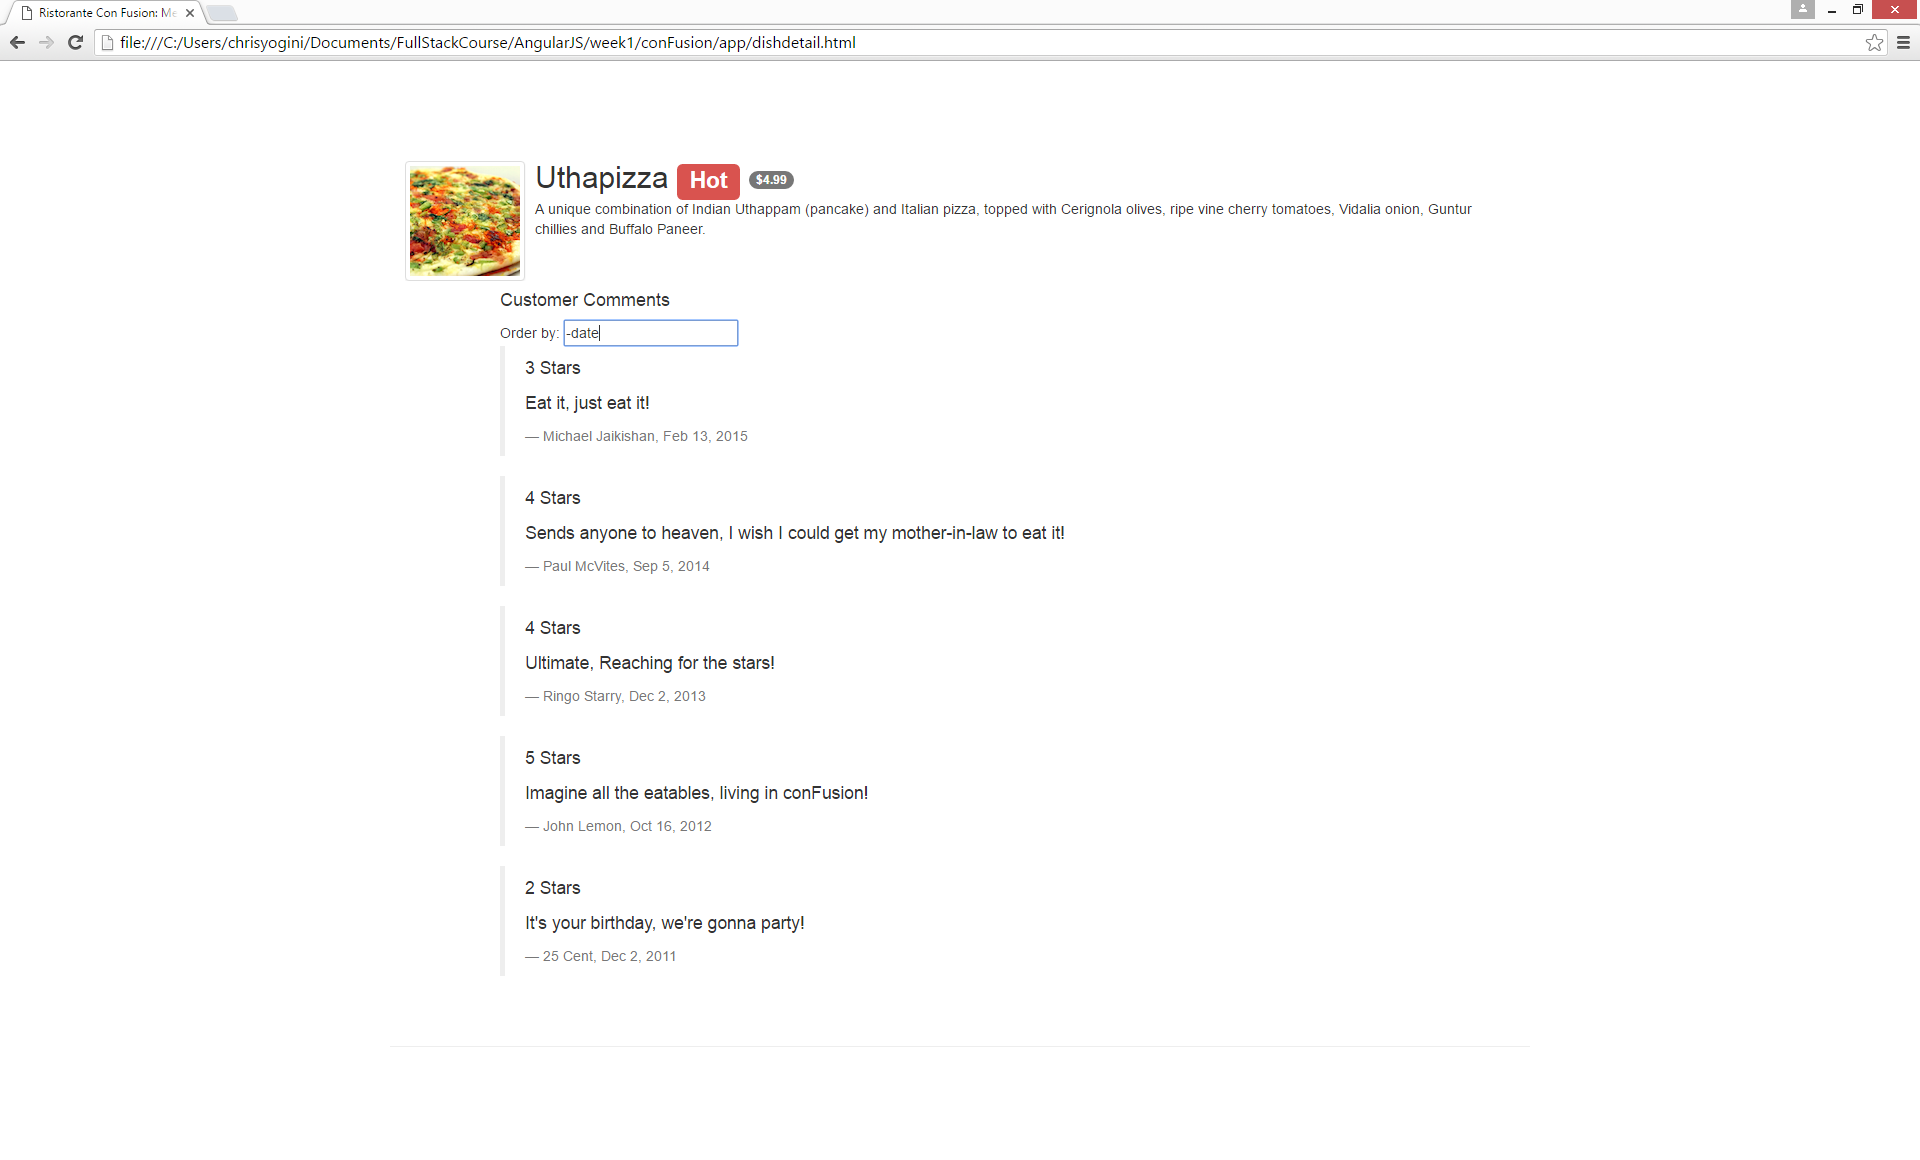 Ristorante Con Fusion: Me
file:///C:/Users/chrisyogini/Documents/FullStackCourse/AngularJS/week1/conFusion/app/dishdetail.html
Uthapizza Hot $4.99
A unique combination of Indian Uthappam (pancake) and Italian pizza, topped with Cerignola olives, ripe vine cherry tomatoes, Vidalia onion, Guntur
chillies and Buffalo Paneer.
Customer Comments
Order by: -date
3 Stars
Eat it, just eat it!
— Michael Jaikishan, Feb 13, 2015
4 Stars
Sends anyone to heaven, I wish I could get my mother-in-law to eat it!
— Paul McVites, Sep 5, 2014
4 Stars
Ultimate, Reaching for the stars!
— Ringo Starry, Dec 2, 2013
5 Stars
Imagine all the eatables, living in conFusion!
— John Lemon, Oct 16, 2012
2 Stars
It's your birthday, we're gonna party!
— 25 Cent, Dec 2, 2011